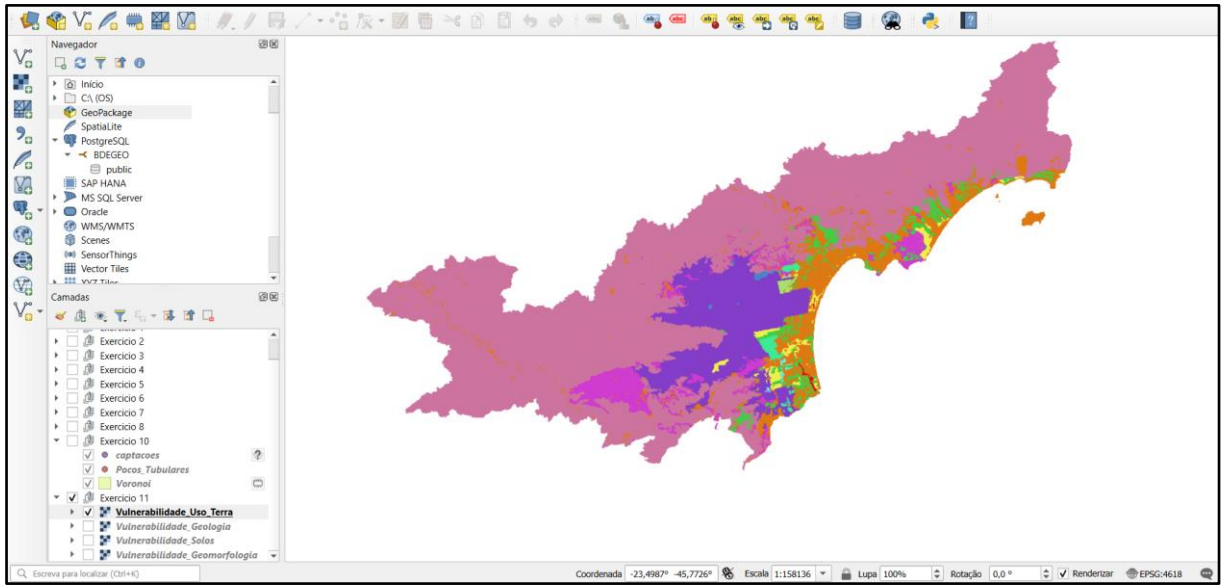 Navegador
Início
C:\ (OS)
GeoPackage
SpatiaLite
PostgreSQL
BDEGEO
public
SAP HANA
MS SQL Server
Oracle
WMS/WMTS
Scenes
SensorThings
Vector Tiles
XYZ Tiles
Camadas
Exercicio 2
Exercicio 3
Exercicio 4
Exercicio 5
Exercicio 6
Exercicio 7
Exercicio 8
Exercicio 10
captacoes
Pocos_Tubulares
Voronoi
Exercicio 11
Vulnerabilidade_Uso_Terra
Vulnerabilidade_Geologia
Vulnerabilidade_Solos
Vulnerabilidade_Geomorfologia
Escreva para localizar (Ctrl+K) Coordenada -23,4987° -45,7726° Escala 1:158136 Lupa 100% Rotação 0,0 ° Renderizar EPSG:4618